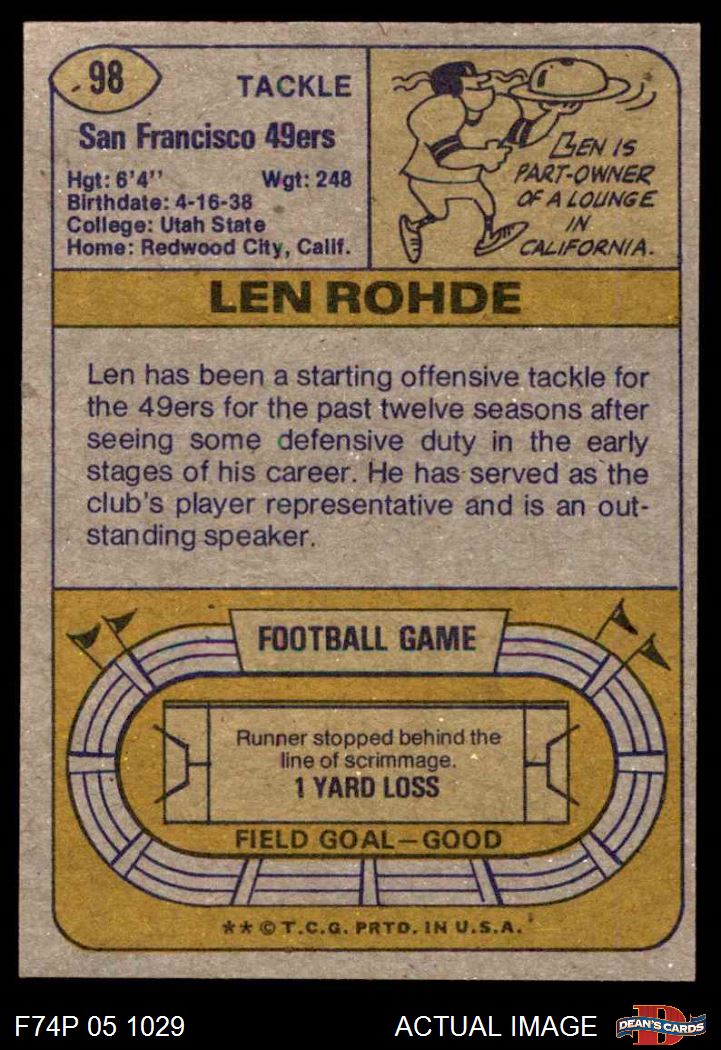 98
TACKLE
San Francisco 49ers
Hgt: 6'4'' Wgt: 248
Birthdate: 4-16-38
College: Utah State
Home: Redwood City, Calif.
LEN IS
PART-OWNER
OF A LOUNGE
IN
CALIFORNIA.
LEN ROHDE
Len has been a starting offensive tackle for
the 49ers for the past twelve seasons after
seeing some defensive duty in the early
stages of his career. He has served as the
club's player representative and is an out-
standing speaker.
FOOTBALL GAME
Runner stopped behind the
line of scrimmage.
1 YARD LOSS
FIELD GOAL—GOOD
** © T.C.G. PRTD. IN U.S.A.
F74P 05 1029 ACTUAL IMAGE
D
DEAN'S CARDS